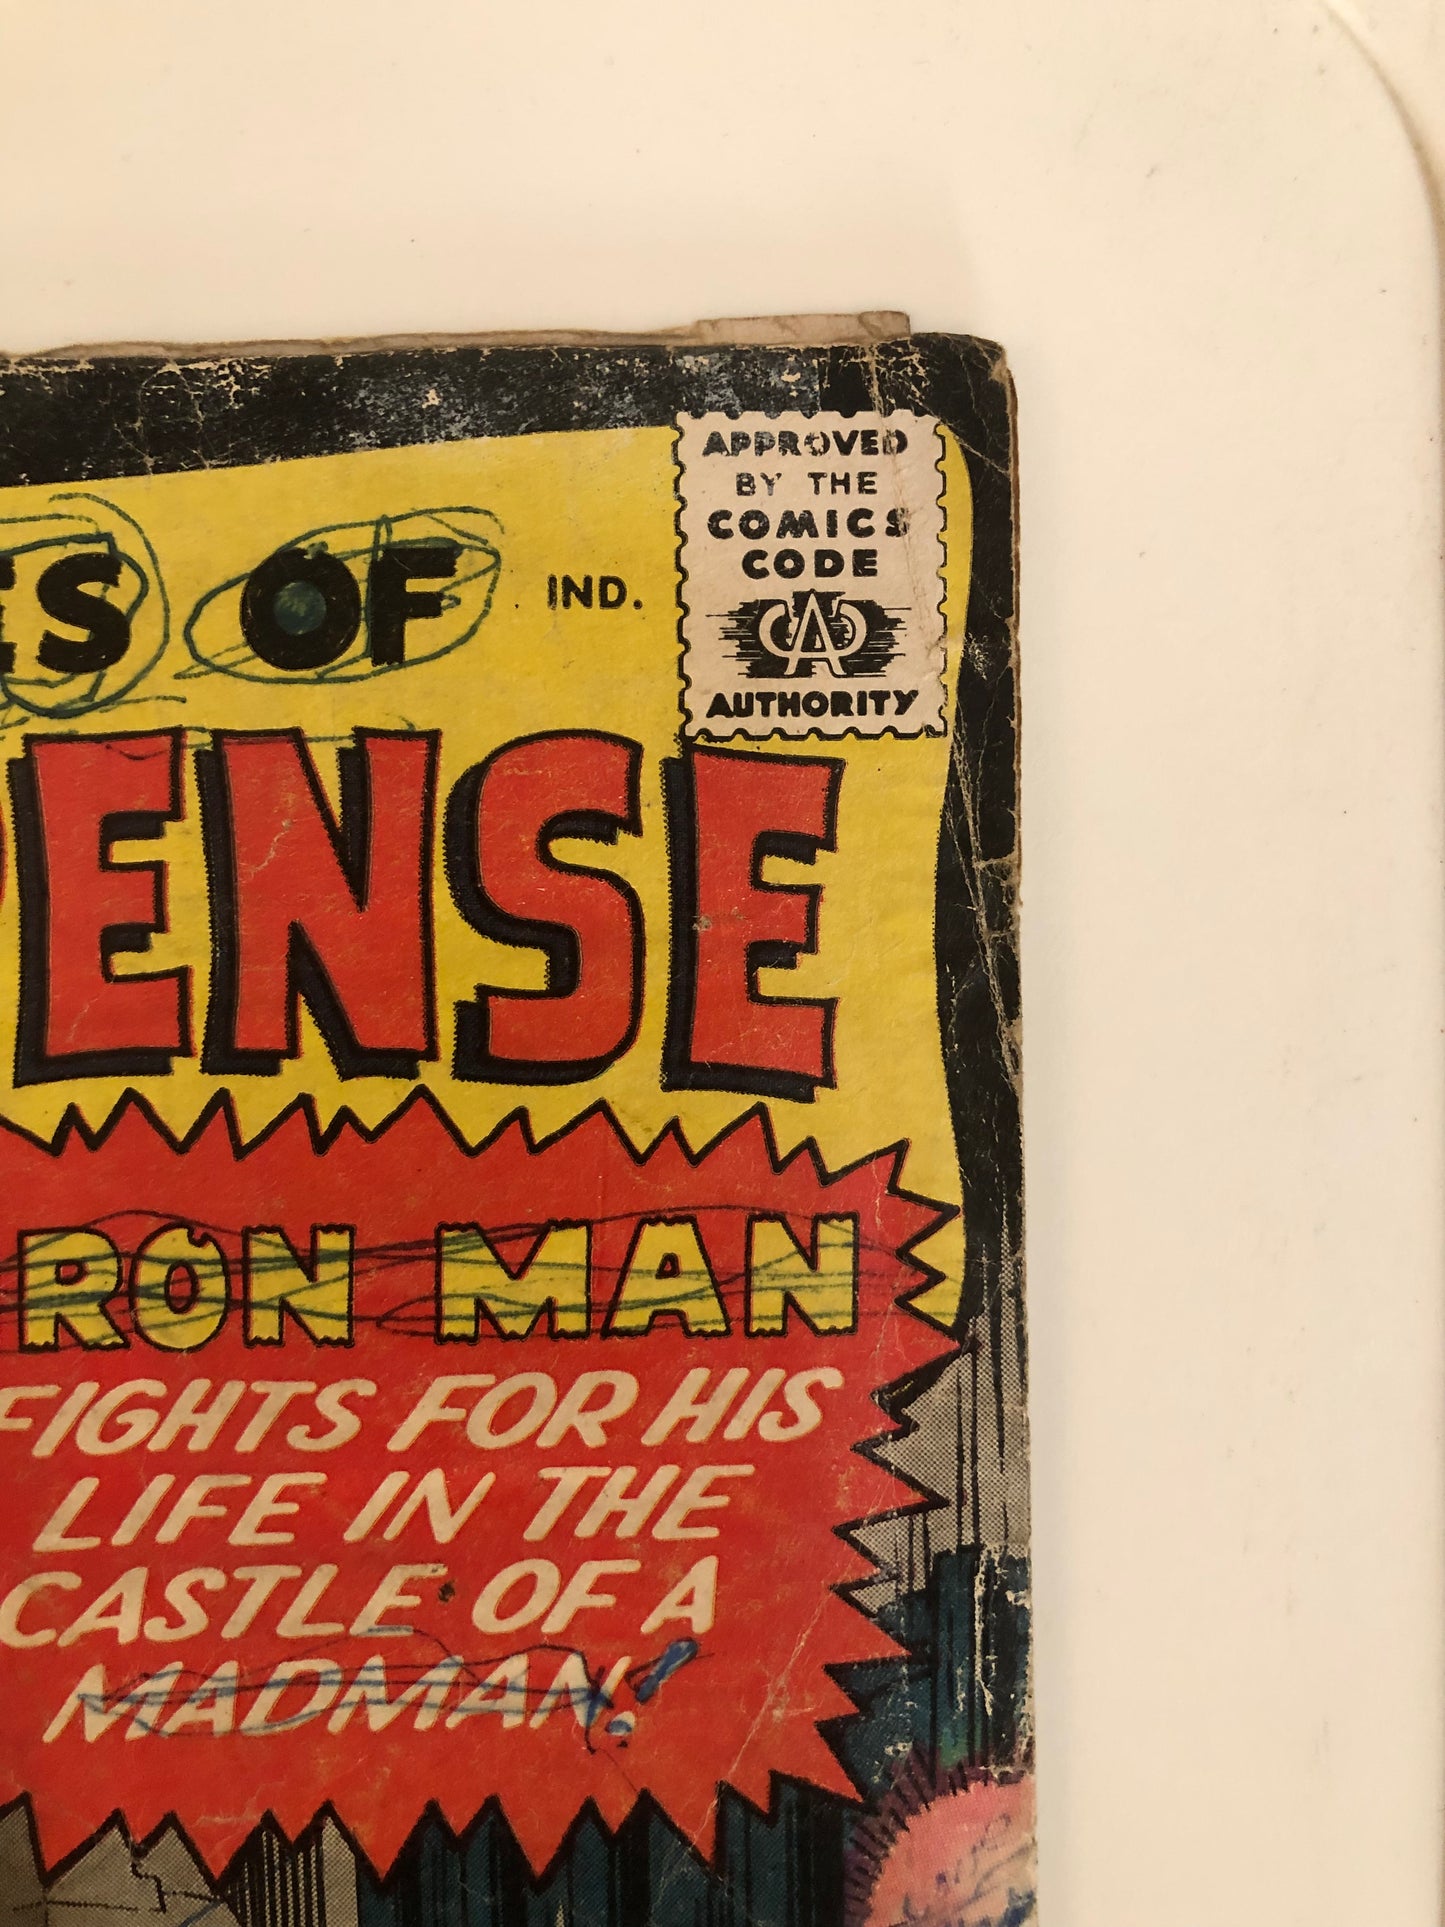 APPROVED
BY THE
COMICS
CODE
CA
AUTHORITY
ES OF IND.
PENSE
RON MAN
FIGHTS FOR HIS
LIFE IN THE
CASTLE OF A
MADMAN!